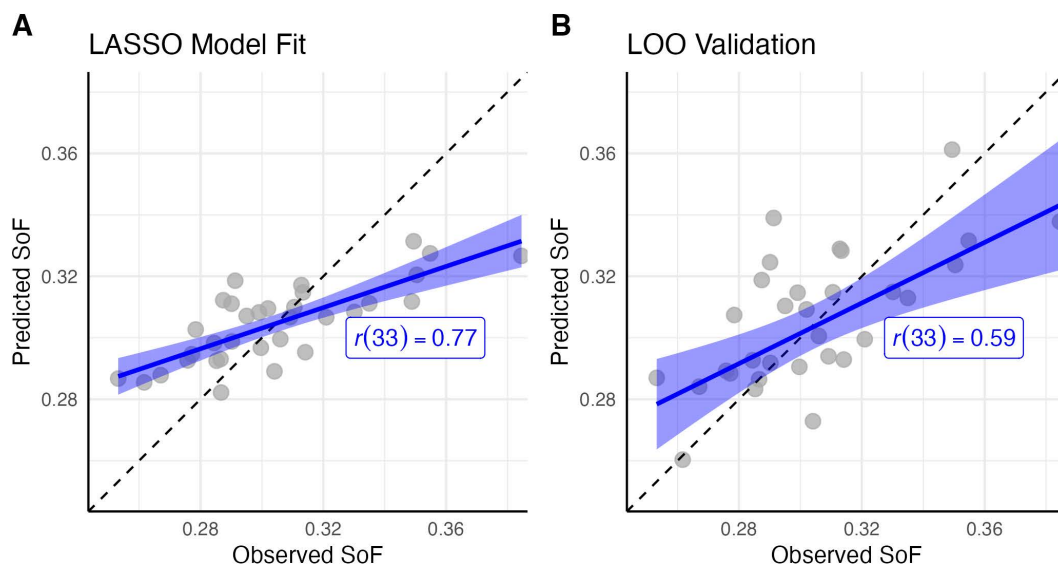 A
LASSO Model Fit
0.36
0.32
0.28
Predicted SoF
r(33) = 0.77
0.28
0.32
0.36
Observed SoF
B
LOO Validation
0.36
0.32
0.28
Predicted SoF
r(33) = 0.59
0.28
0.32
0.36
Observed SoF